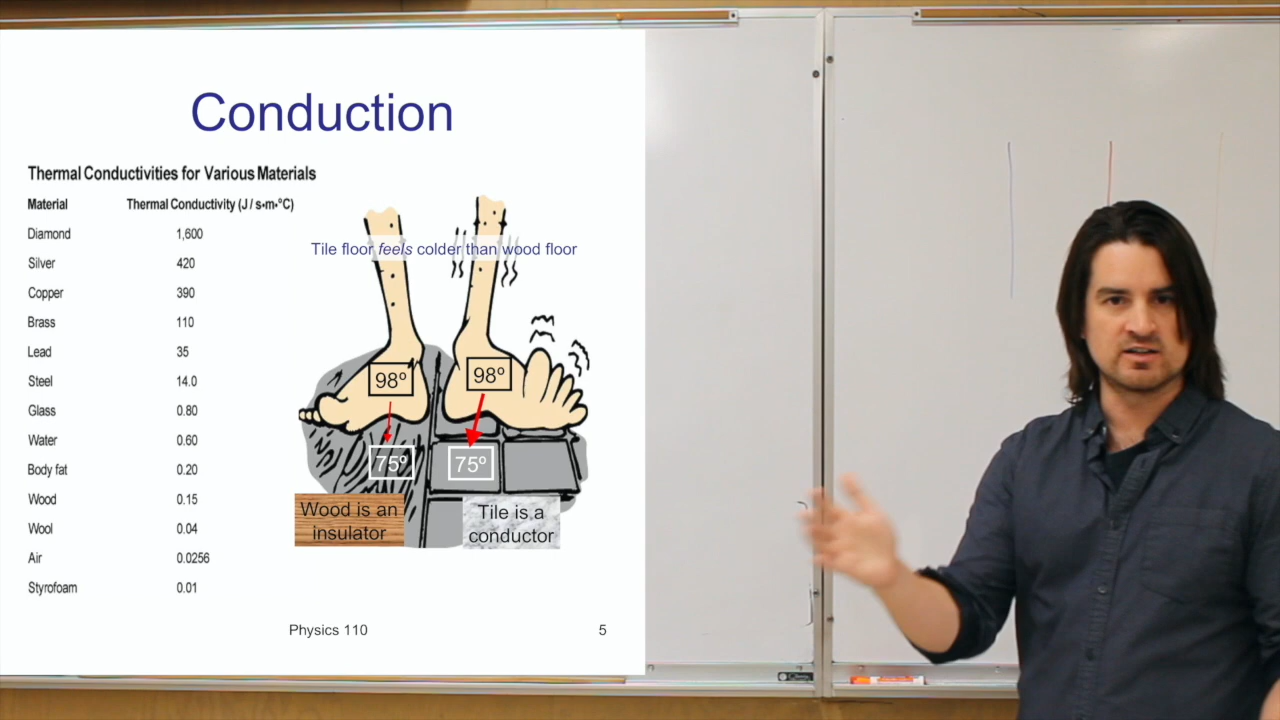 Conduction
Thermal Conductivities for Various Materials
Material Thermal Conductivity (J / s•m•°C)
Diamond 1,600
Silver 420
Copper 390
Brass 110
Lead 35
Steel 14.0
Glass 0.80
Water 0.60
Body fat 0.20
Wood 0.15
Wool 0.04
Air 0.0256
Styrofoam 0.01
Tile floor feels colder than wood floor
98º 98º
75º 75º
Wood is an
insulator
Tile is a
conductor
Physics 110 5